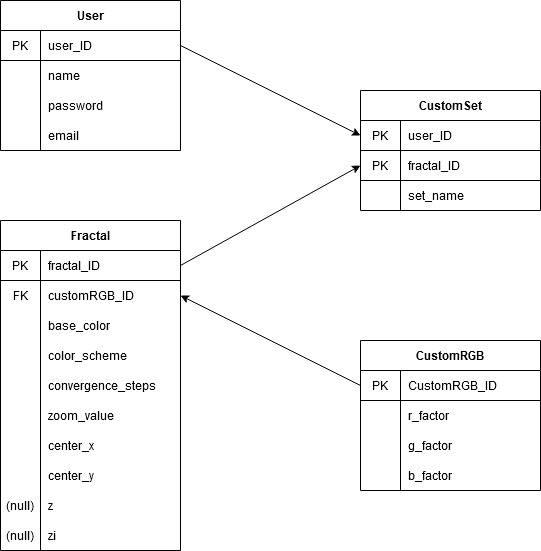 User
PK user_ID
name
password
email
CustomSet
PK user_ID
PK fractal_ID
set_name
Fractal
PK fractal_ID
FK customRGB_ID
base_color
color_scheme
convergence_steps
zoom_value
center_x
center_y
(null) z
(null) zi
CustomRGB
PK CustomRGB_ID
r_factor
g_factor
b_factor